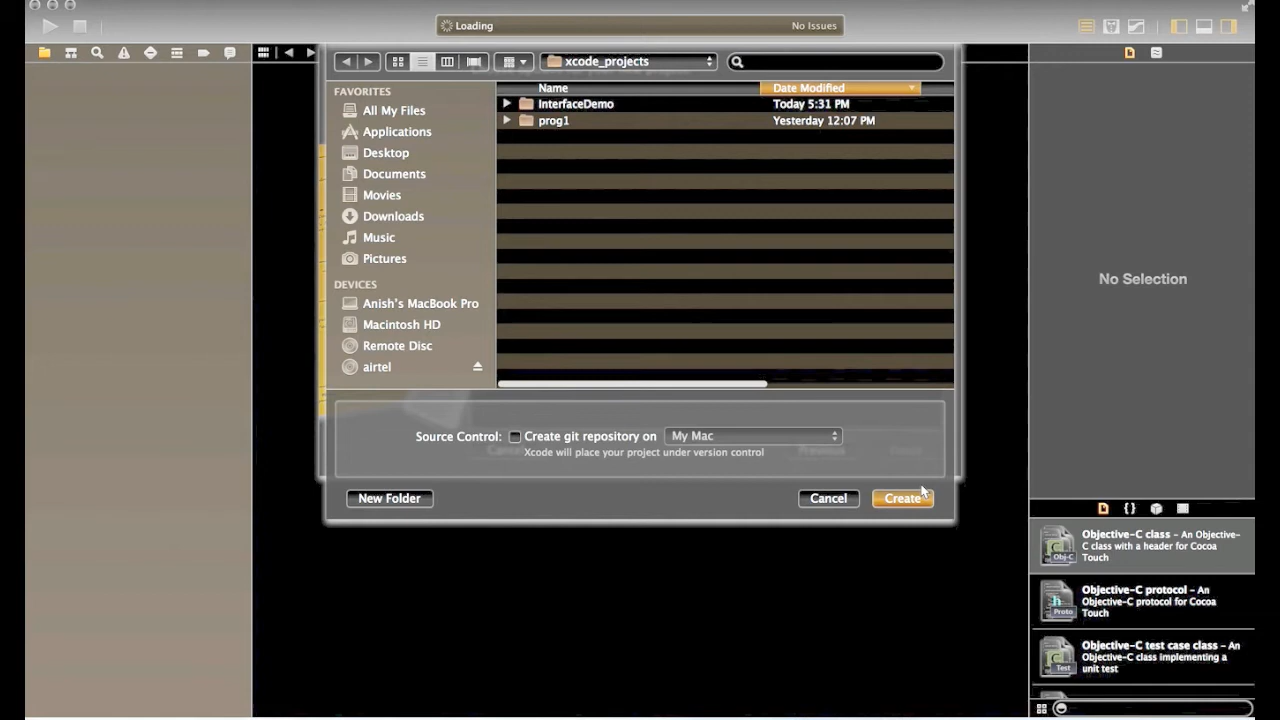 Loading
No Issues
xcode_projects
FAVORITES
All My Files
Applications
Desktop
Documents
Movies
Downloads
Music
Pictures
DEVICES
Anish's MacBook Pro
Macintosh HD
Remote Disc
airtel
Name
Date Modified
InterfaceDemo
Today 5:31 PM
prog1
Yesterday 12:07 PM
Source Control:
Create git repository on
My Mac
Xcode will place your project under version control
New Folder
Cancel
Create
No Selection
Objective-C class – An Objective-
C class with a header for Cocoa
Touch
Obj-C
Objective-C protocol – An
Objective-C protocol for Cocoa
Touch
Proto
Objective-C test case class – An
Objective-C class implementing a
unit test
Test